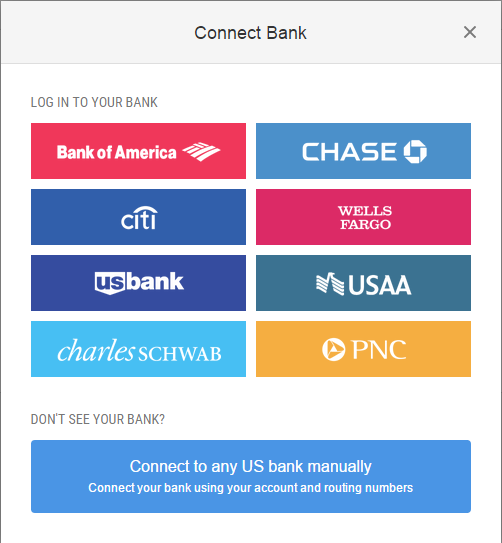 Connect Bank
LOG IN TO YOUR BANK
Bank of America
CHASE
citi
WELLS
FARGO
usbank
USAA
charles SCHWAB
PNC
DON'T SEE YOUR BANK?
Connect to any US bank manually
Connect your bank using your account and routing numbers